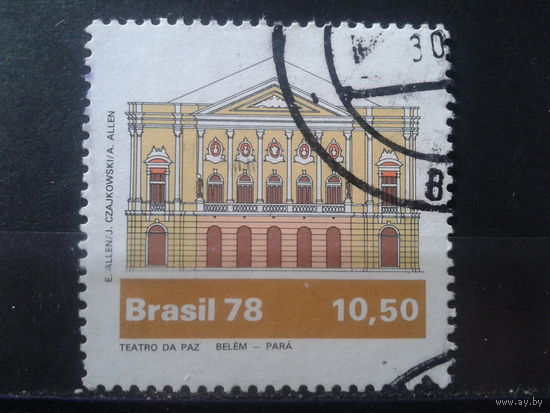 30
8
E. ALLEN/J. CZAJKOWSKI/A. ALLEN
Brasil 78 10,50
TEATRO DA PAZ BELÉM – PARÁ
www.ay.by